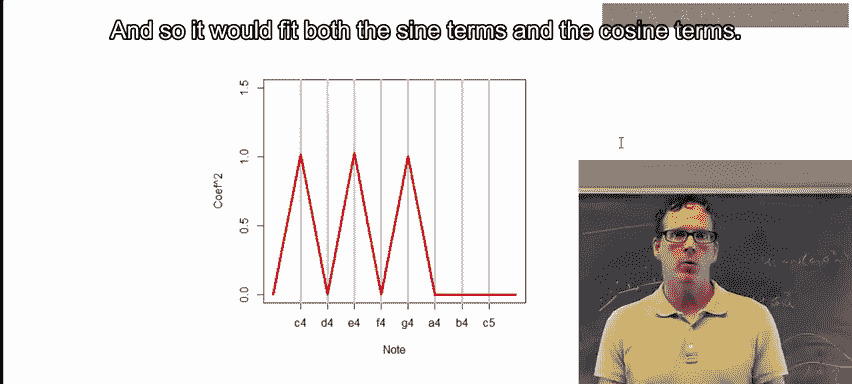 And so it would fit both the sine terms and the cosine terms.
1.5
1.0
0.5
0.0
Coef^2
c4 d4 e4 f4 g4 a4 b4 c5
Note